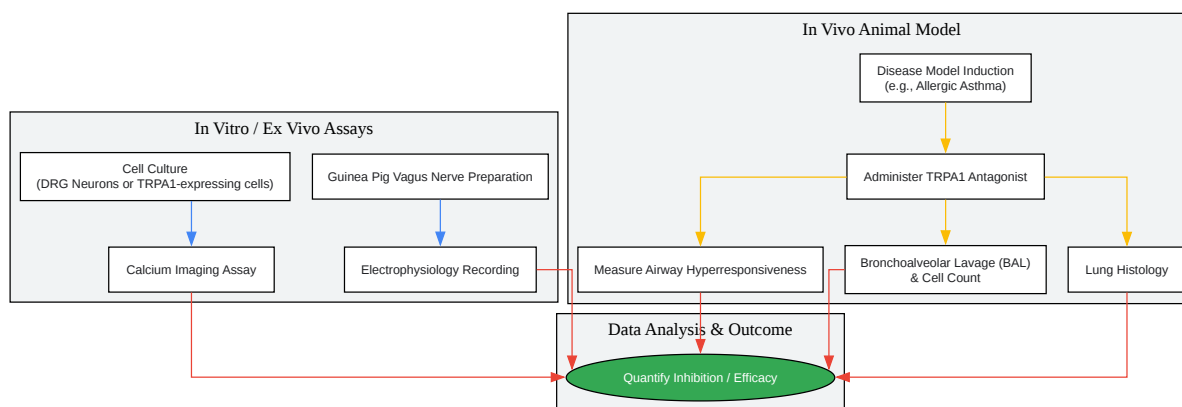 In Vivo Animal Model
Disease Model Induction
(e.g., Allergic Asthma)
In Vitro / Ex Vivo Assays
Cell Culture
(DRG Neurons or TRPA1-expressing cells)
Guinea Pig Vagus Nerve Preparation
Administer TRPA1 Antagonist
Calcium Imaging Assay
Electrophysiology Recording
Measure Airway Hyperresponsiveness
Bronchoalveolar Lavage (BAL)
& Cell Count
Lung Histology
Data Analysis & Outcome
Quantify Inhibition / Efficacy